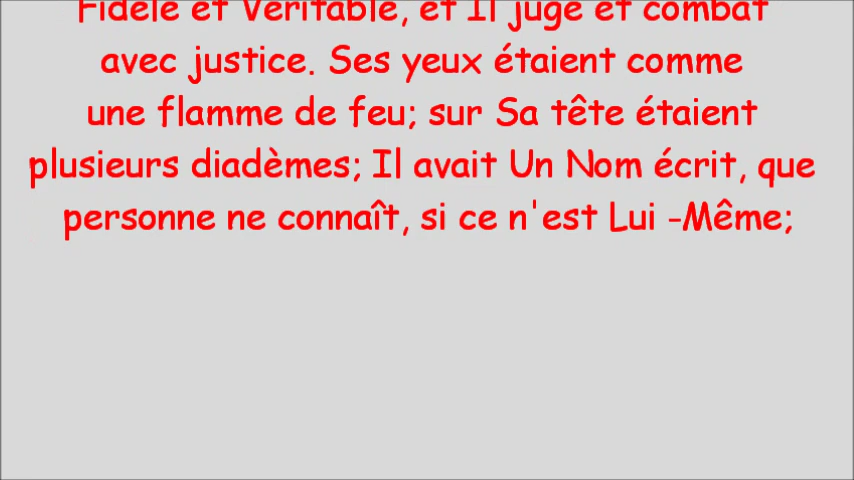 Fidèle et Véritable, et Il juge et combat
avec justice. Ses yeux étaient comme
une flamme de feu; sur Sa tête étaient
plusieurs diadèmes; Il avait Un Nom écrit, que
personne ne connaît, si ce n'est Lui -Même;